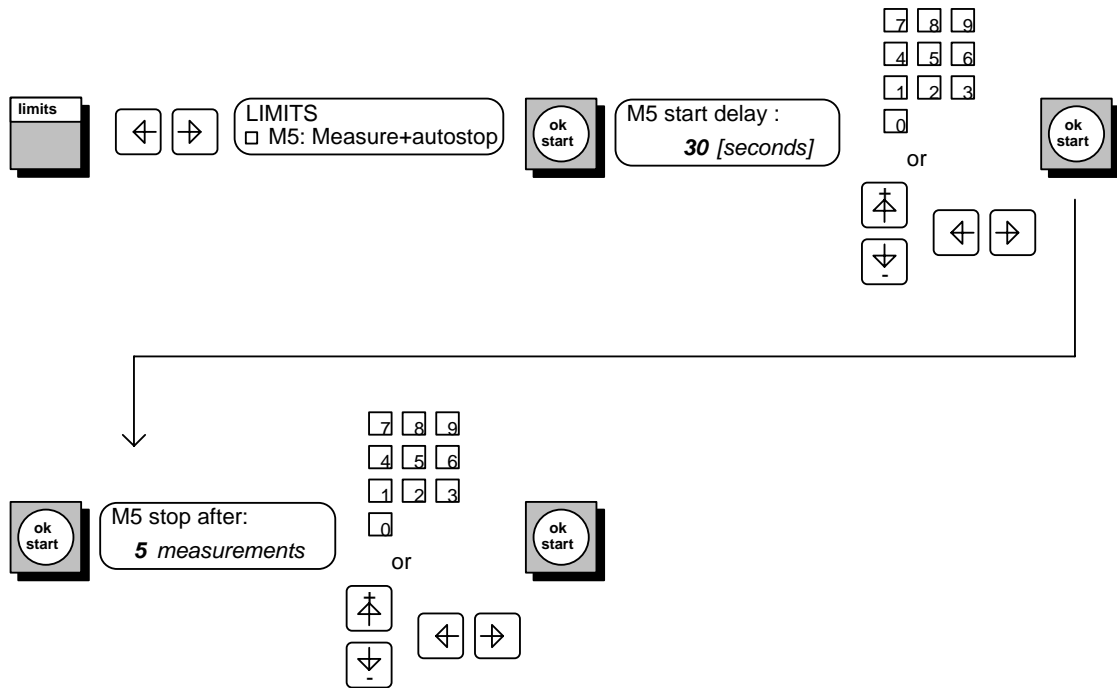 limits
LIMITS
M5: Measure+autostop
ok
start
M5 start delay :
30 [seconds]
7 8 9
4 5 6
1 2 3
0
or
+
-
ok
start
ok
start
M5 stop after:
5 measurements
7 8 9
4 5 6
1 2 3
0
or
+
-
ok
start